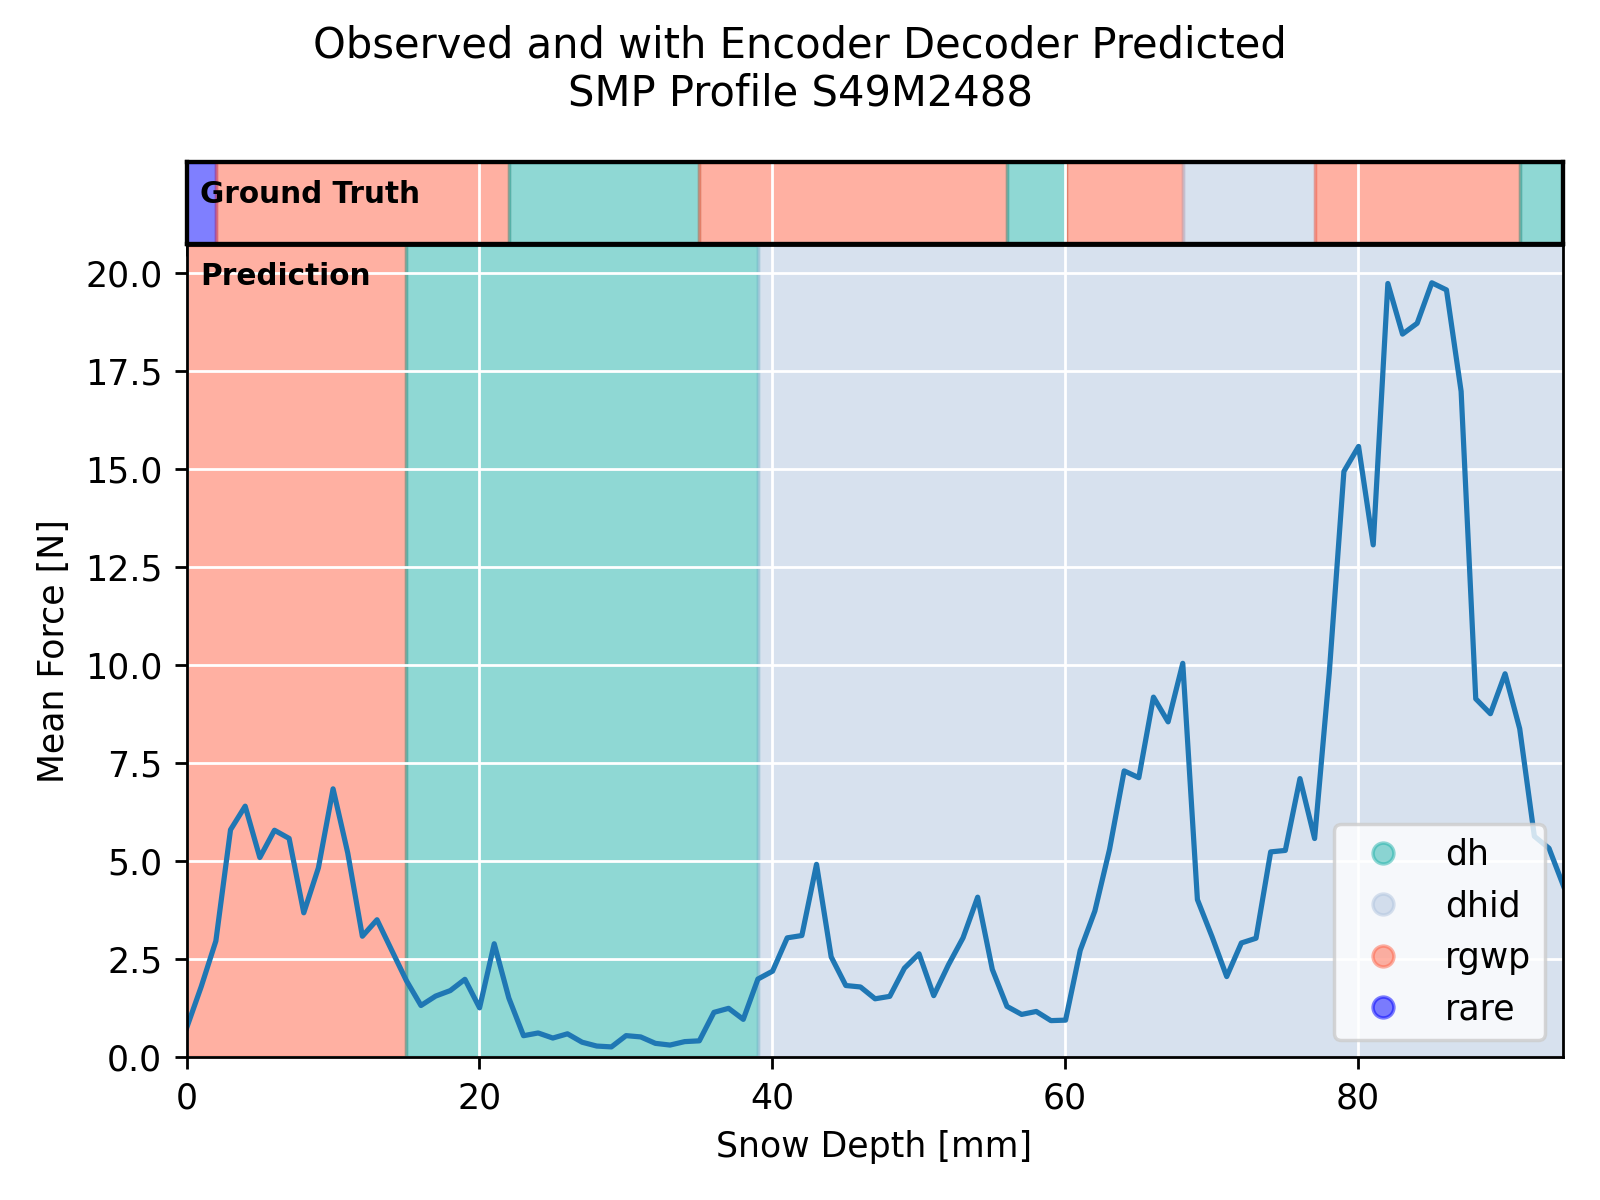 Observed and with Encoder Decoder Predicted
SMP Profile S49M2488
Ground Truth
Prediction
20.0
17.5
15.0
12.5
10.0
7.5
5.0
2.5
0.0
Mean Force [N]
dh
dhid
rgwp
rare
0 20 40 60 80
Snow Depth [mm]